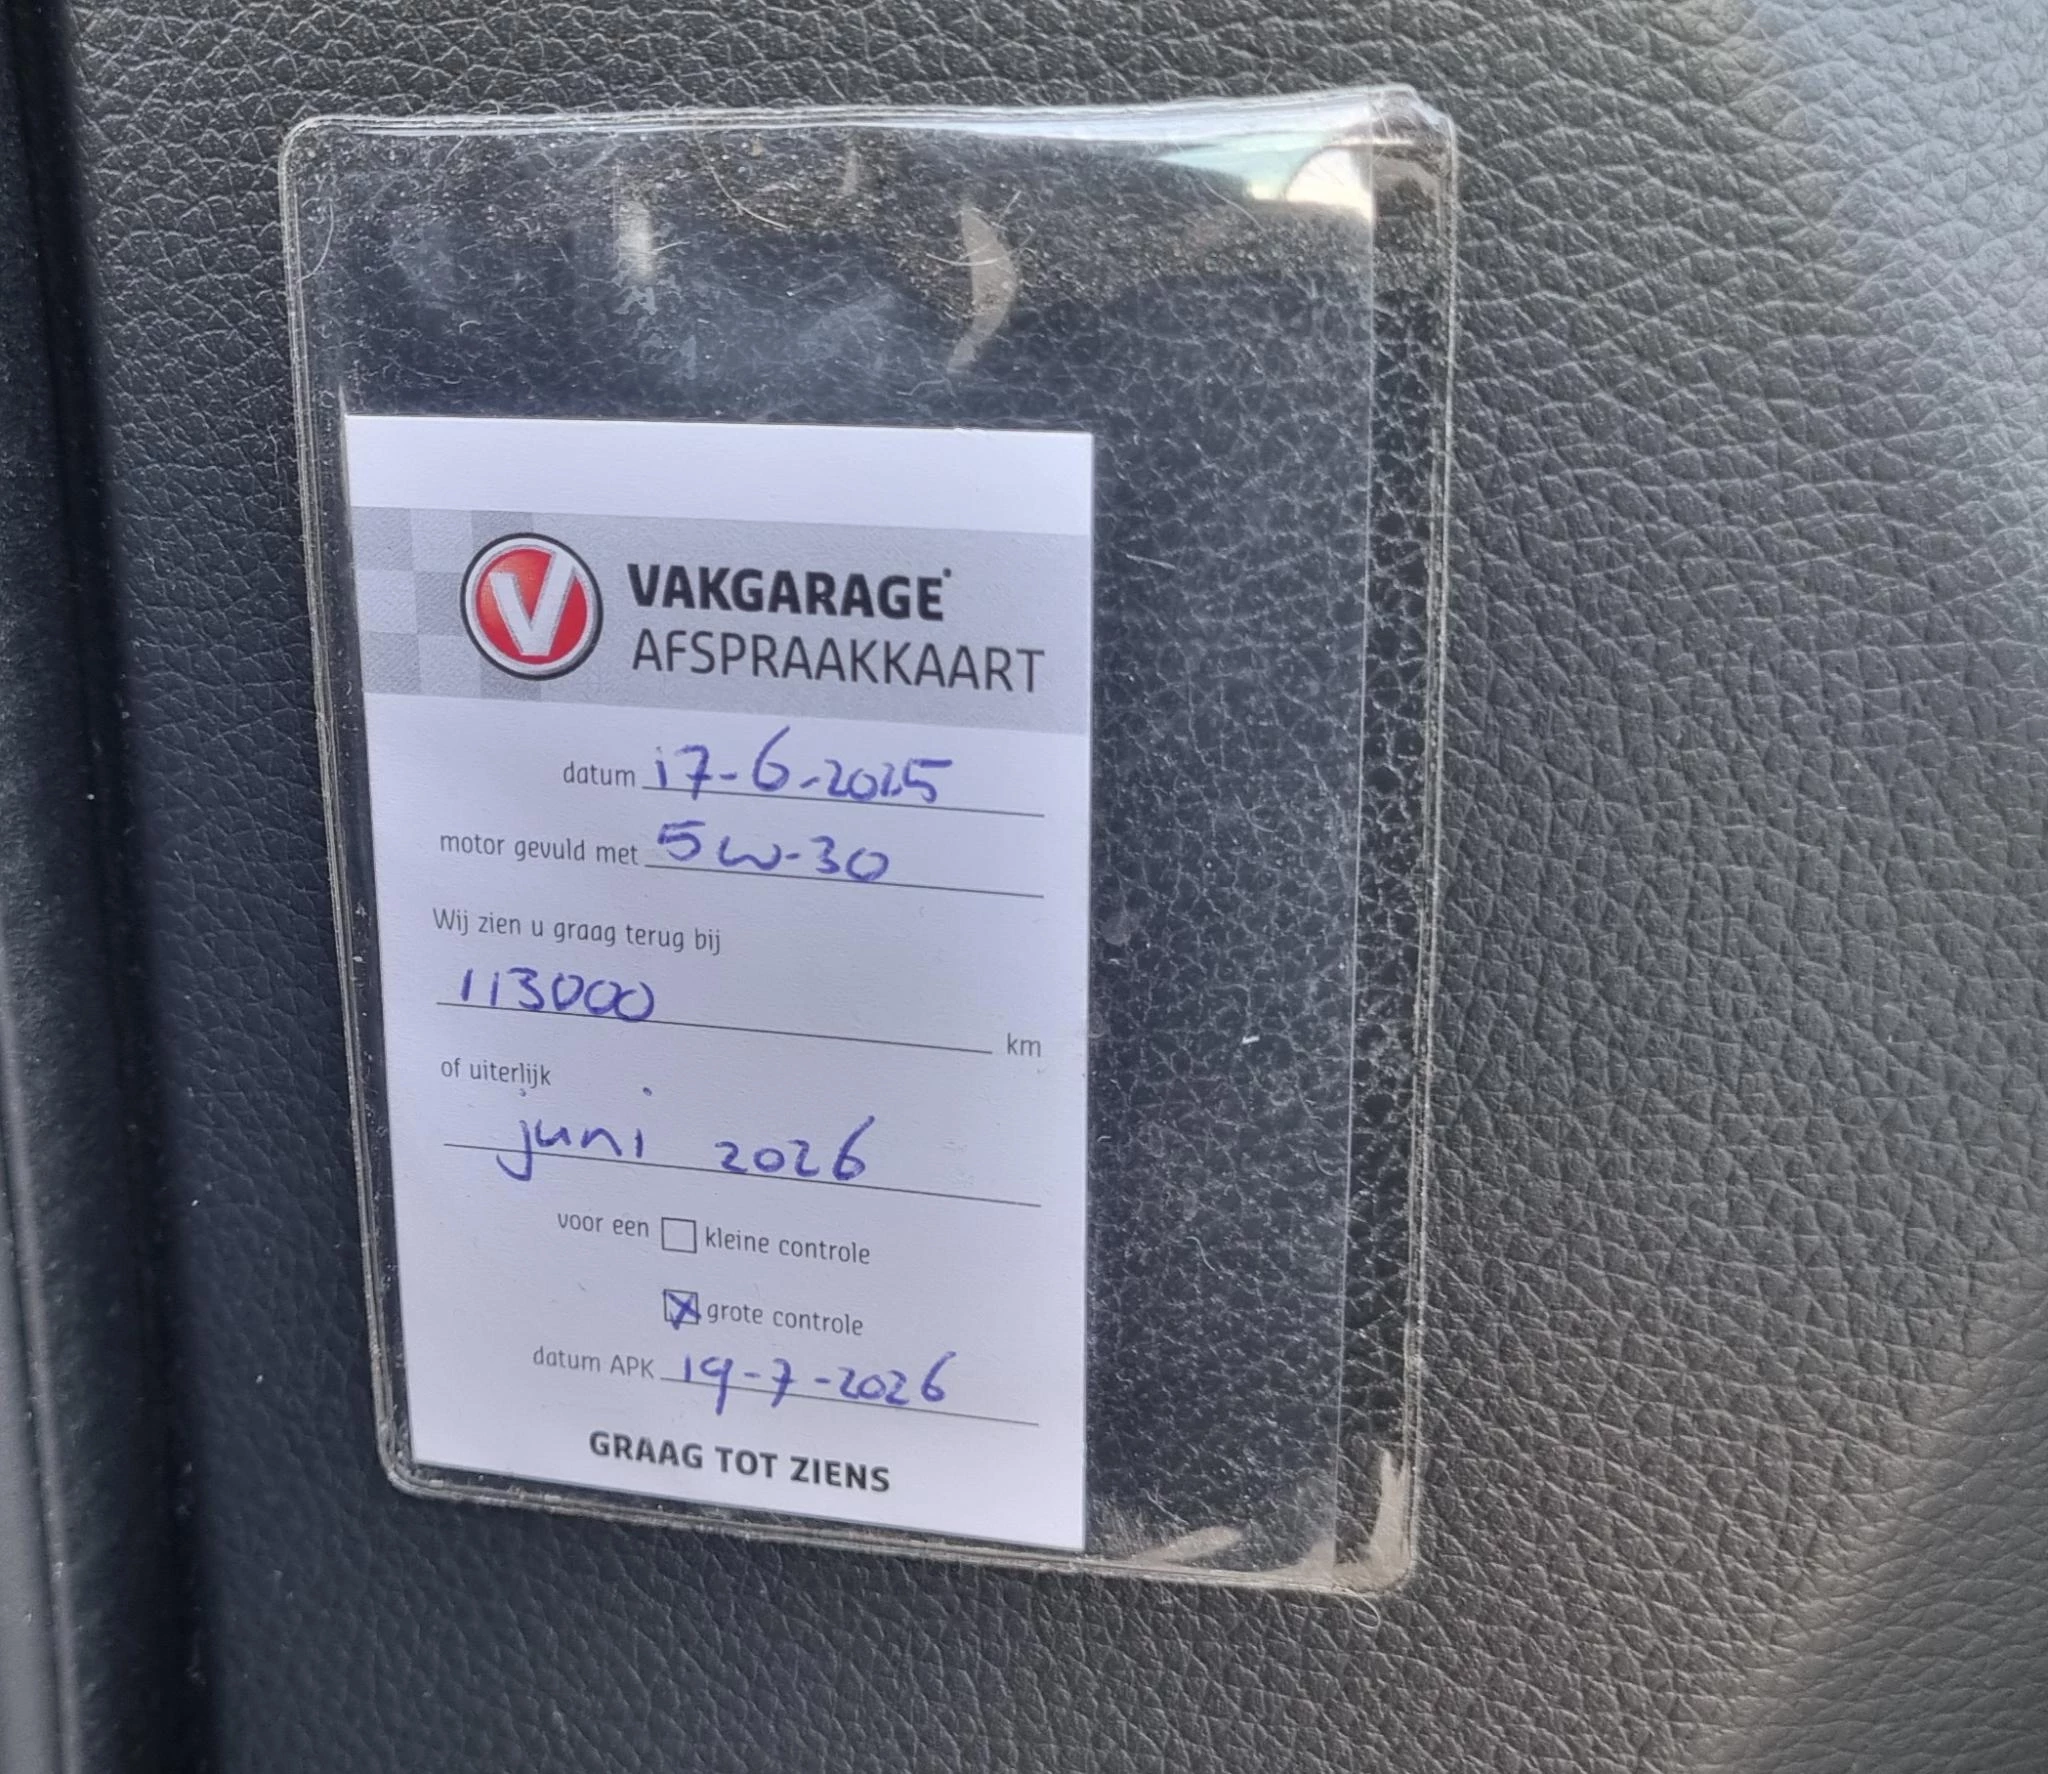 V VAKGARAGE
AFSPRAAKKAART
datum 17-6-2025
motor gevuld met 5W-30
Wij zien u graag terug bij
113000 km
of uiterlijk
juni 2026
voor een kleine controle
grote controle
datum APK 19-7-2026
GRAAG TOT ZIENS